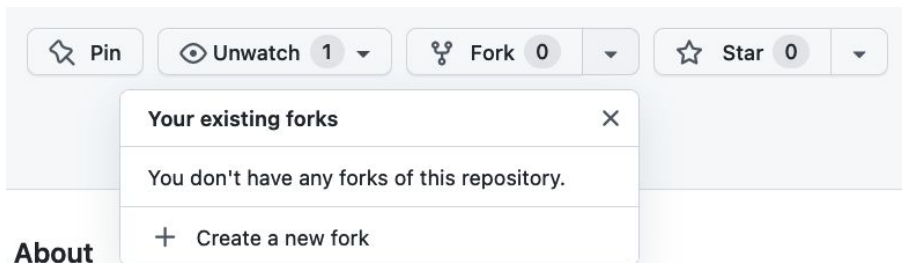 Pin Unwatch 1 Fork 0 Star 0
Your existing forks
You don't have any forks of this repository.
Create a new fork
About